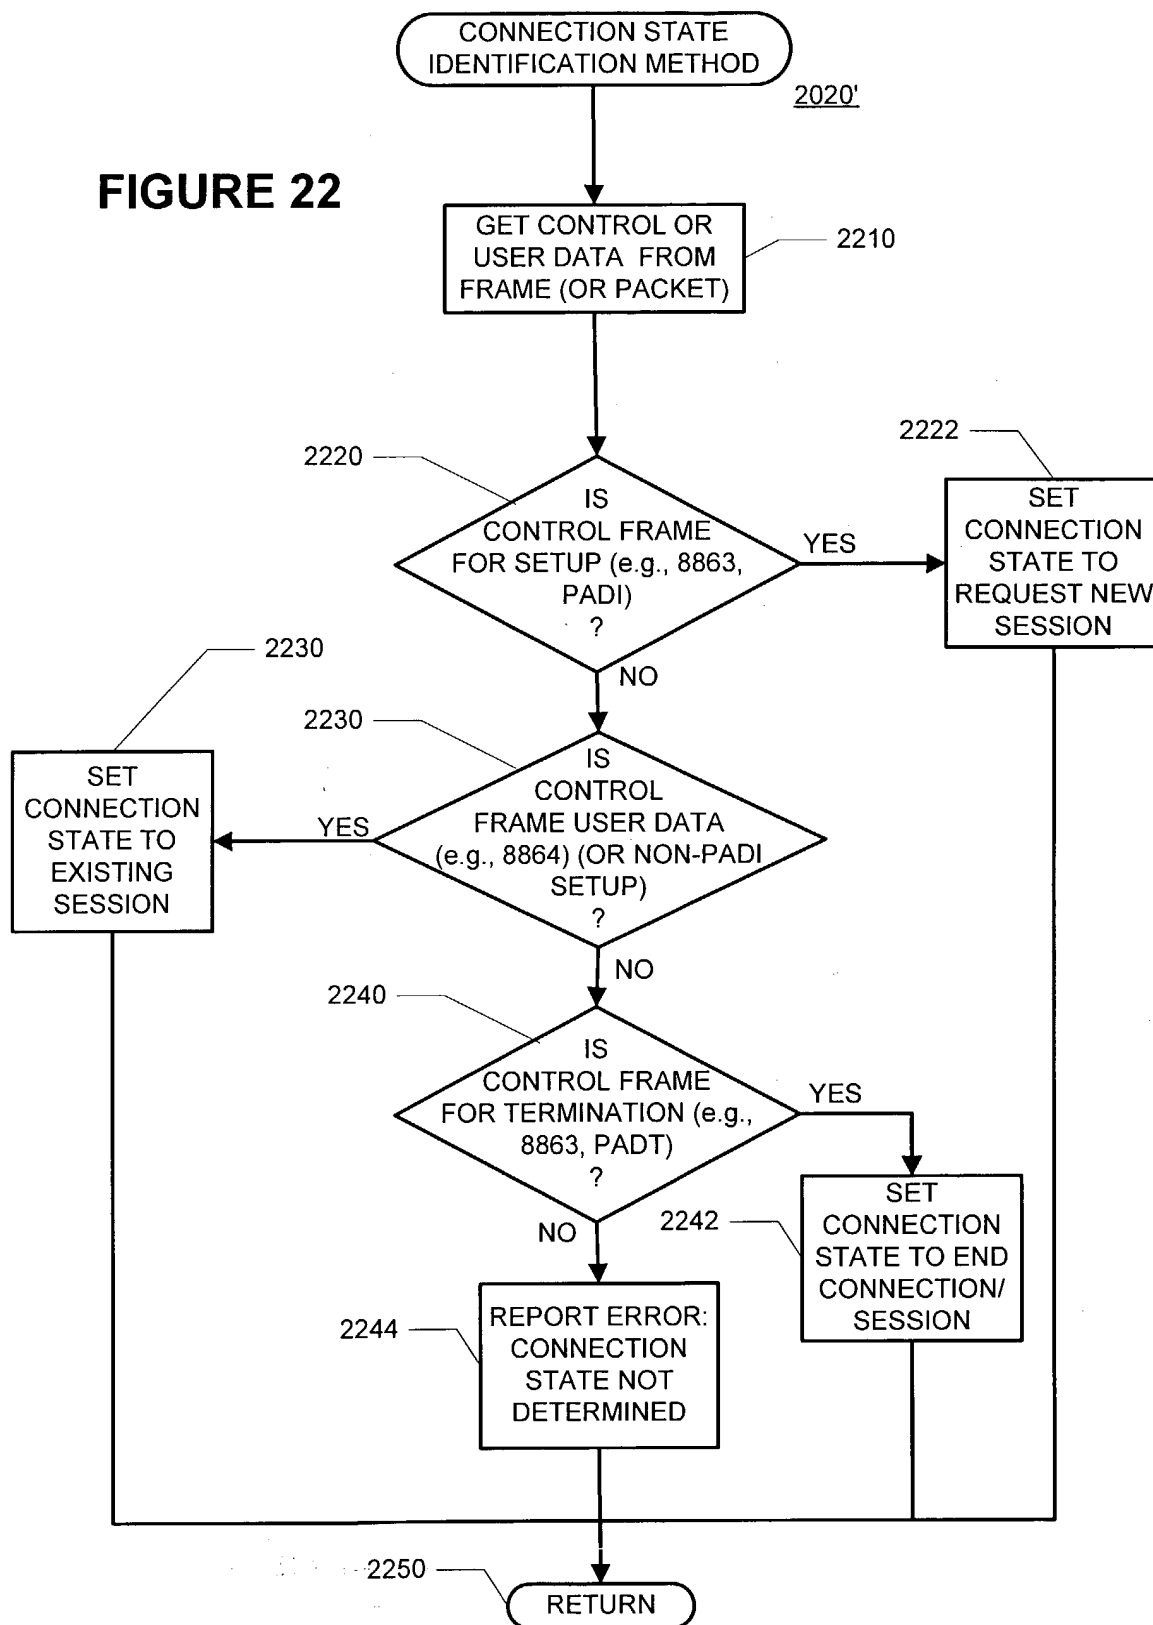 CONNECTION STATE
IDENTIFICATION METHOD
2020'
FIGURE 22
GET CONTROL OR
USER DATA FROM
FRAME (OR PACKET)
2210
2220
IS
CONTROL FRAME
FOR SETUP (e.g., 8863,
PADI)
?
YES
NO
2222
SET
CONNECTION
STATE TO
REQUEST NEW
SESSION
2230
SET
CONNECTION
STATE TO
EXISTING
SESSION
2230
IS
CONTROL
FRAME USER DATA
(e.g., 8864) (OR NON-PADI
SETUP)
?
YES
NO
2240
IS
CONTROL FRAME
FOR TERMINATION (e.g.,
8863, PADT)
?
YES
NO
2242
SET
CONNECTION
STATE TO END
CONNECTION/
SESSION
2244
REPORT ERROR:
CONNECTION
STATE NOT
DETERMINED
2250
RETURN